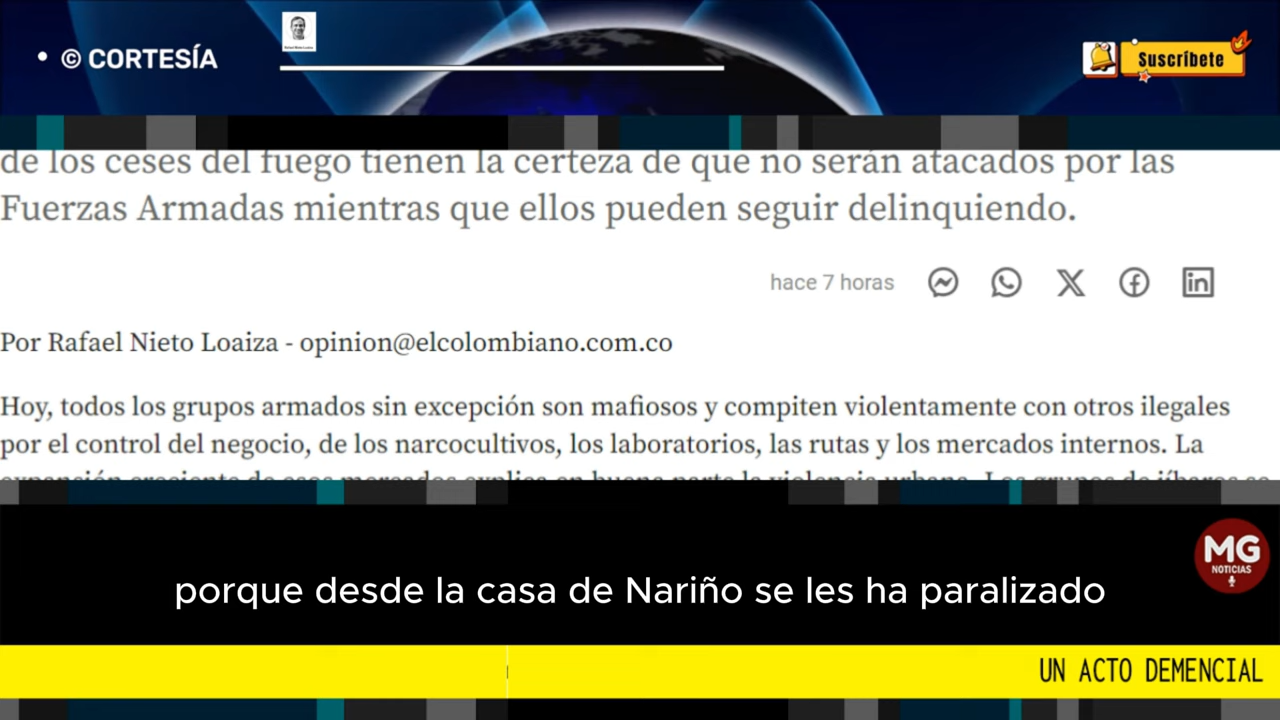 • © CORTESÍA
Suscríbete
de los ceses del fuego tienen la certeza de que no serán atacados por las
Fuerzas Armadas mientras que ellos pueden seguir delinquiendo.
hace 7 horas
Por Rafael Nieto Loaiza - opinion@elcolombiano.com.co
Hoy, todos los grupos armados sin excepción son mafiosos y compiten violentamente con otros ilegales
por el control del negocio, de los narcocultivos, los laboratorios, las rutas y los mercados internos. La
MG
NOTICIAS
porque desde la casa de Nariño se les ha paralizado
UN ACTO DEMENCIAL